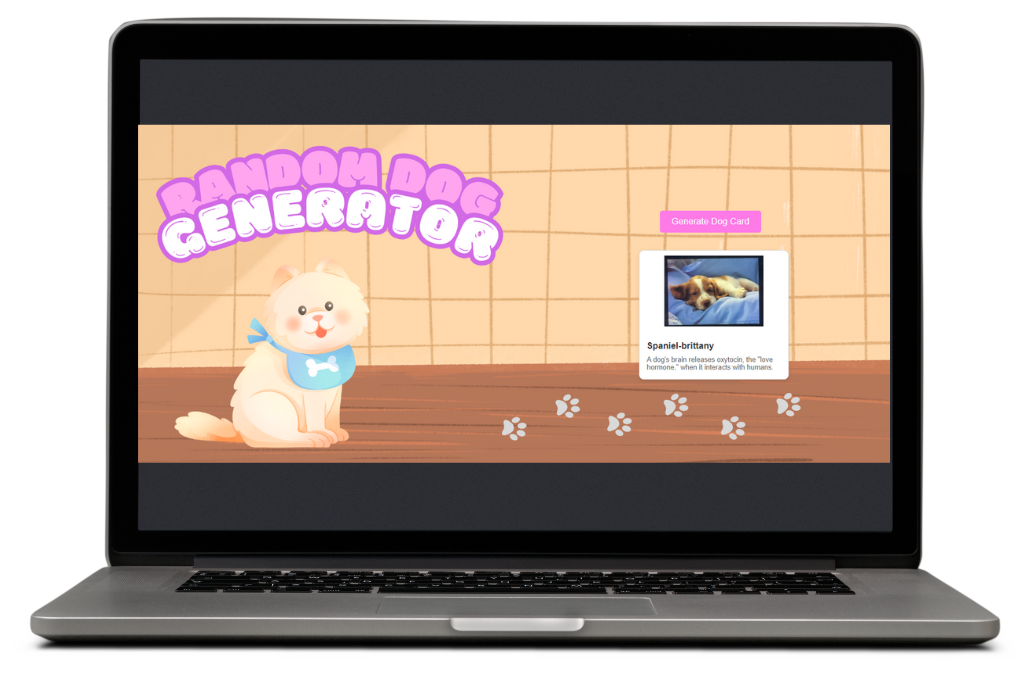 RANDOM DOG
GENERATOR
Generate Dog Card
Spaniel-brittany
A dog's brain releases oxytocin, the "love
hormone," when it interacts with humans.